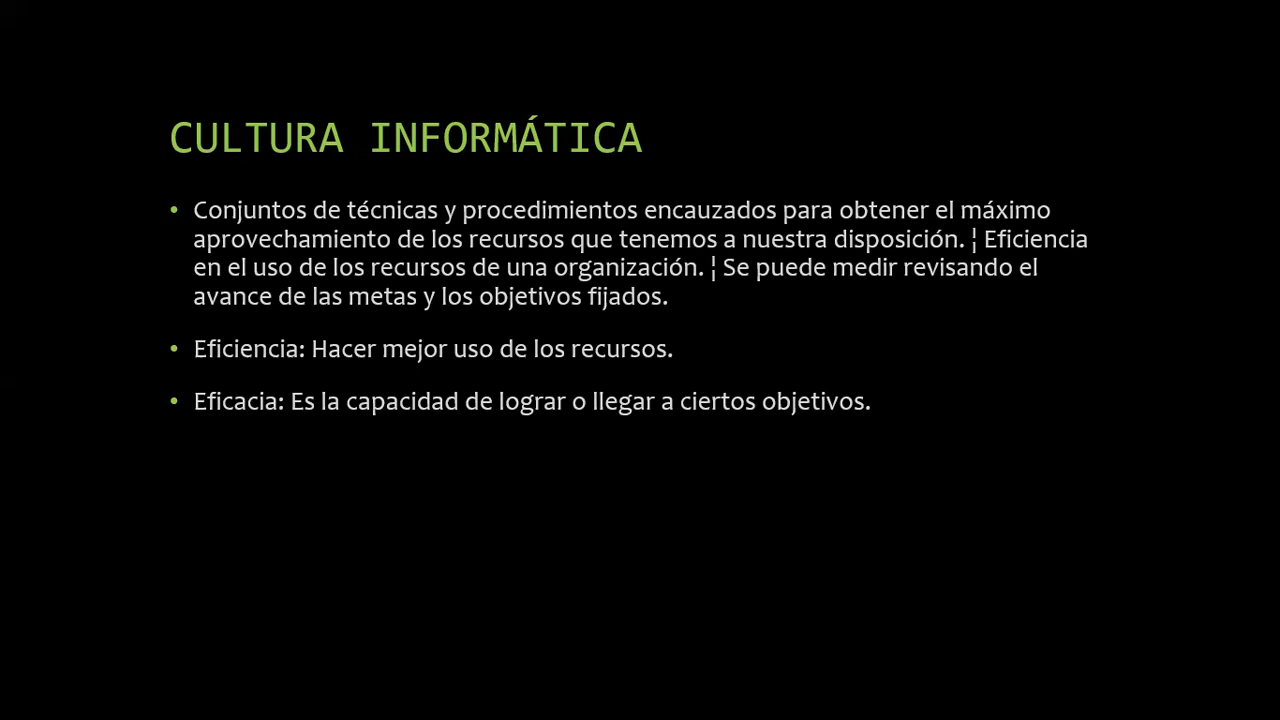 CULTURA INFORMÁTICA
• Conjuntos de técnicas y procedimientos encauzados para obtener el máximo
aprovechamiento de los recursos que tenemos a nuestra disposición. ¦ Eficiencia
en el uso de los recursos de una organización. ¦ Se puede medir revisando el
avance de las metas y los objetivos fijados.
• Eficiencia: Hacer mejor uso de los recursos.
• Eficacia: Es la capacidad de lograr o llegar a ciertos objetivos.